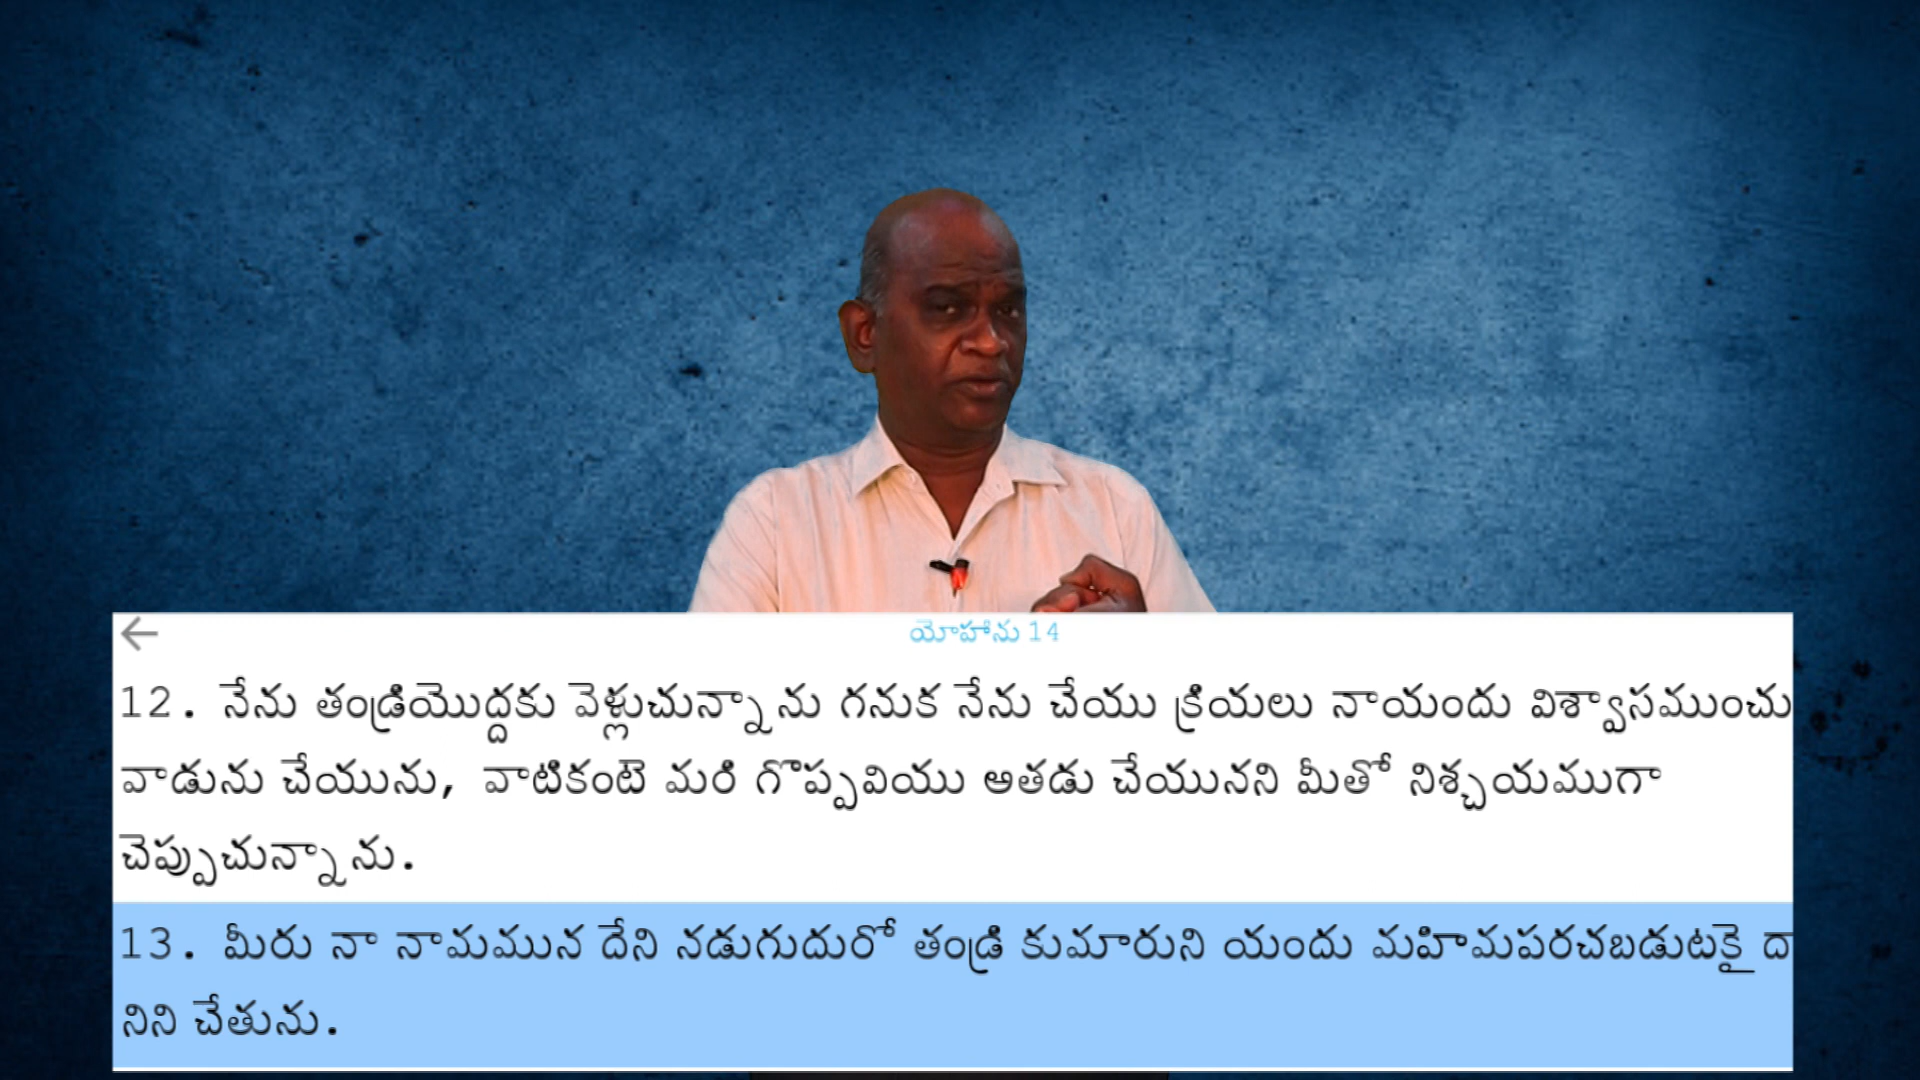 యోహాను 14
12. నేను తండ్రియొద్దకు వెళ్లుచున్నాను గనుక నేను చేయు క్రియలు నాయందు విశ్వాసముంచు
వాడును చేయును, వాటికంటె మరి గొప్పవియు అతడు చేయునని మీతో నిశ్చయముగా
చెప్పుచున్నాను.
13. మీరు నా నామమున దేని నడుగుదురో తండ్రి కుమారుని యందు మహిమపరచబడుటకై దా
నిని చేతును.